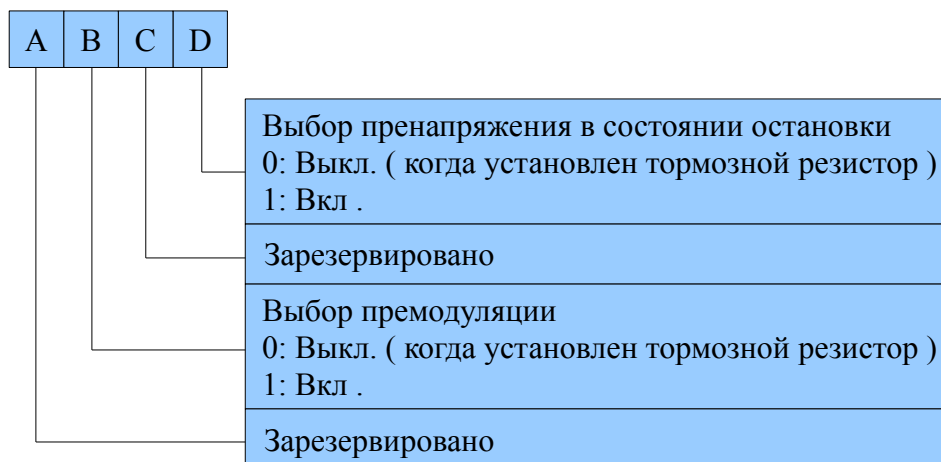 A B C D
Выбор пренапряжения в состоянии остановки
0: Выкл. ( когда установлен тормозной резистор )
1: Вкл .
Зарезервировано
Выбор премодуляции
0: Выкл. ( когда установлен тормозной резистор )
1: Вкл .
Зарезервировано